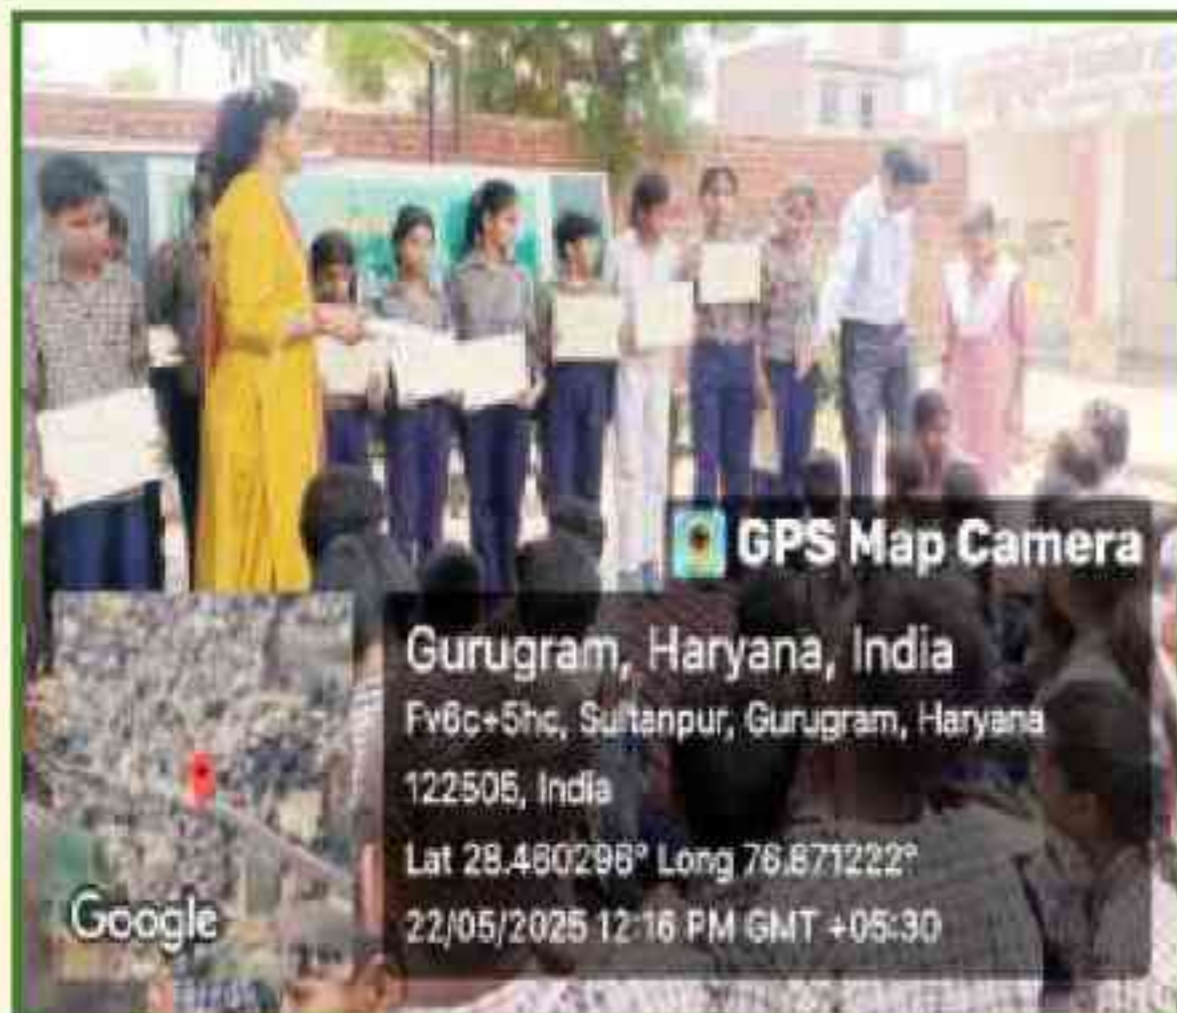 GPS Map Camera
Gurugram, Haryana, India
Fv6c+5hc, Sultanpur, Gurugram, Haryana
122505, India
Lat 28.460296° Long 76.871222°
22/05/2025 12:16 PM GMT +05:30
Google